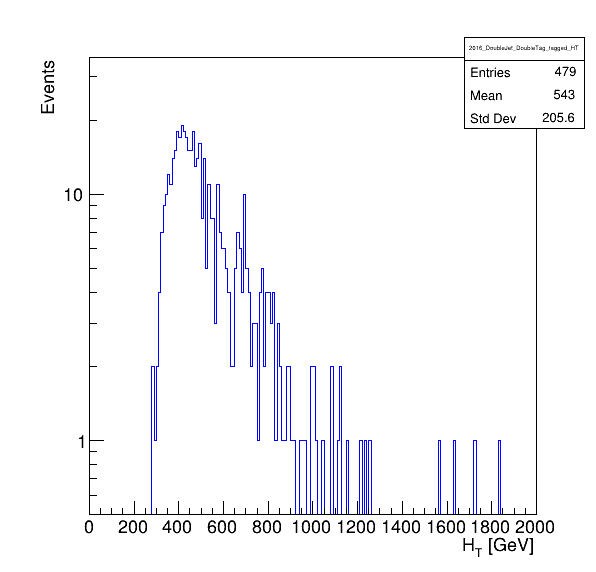 2016_DoubleJet_DoubleTag_tagged_HT
Entries 479
Mean 543
Std Dev 205.6
Events
10
1
0 200 400 600 800 1000 1200 1400 1600 1800 2000
H_T [GeV]